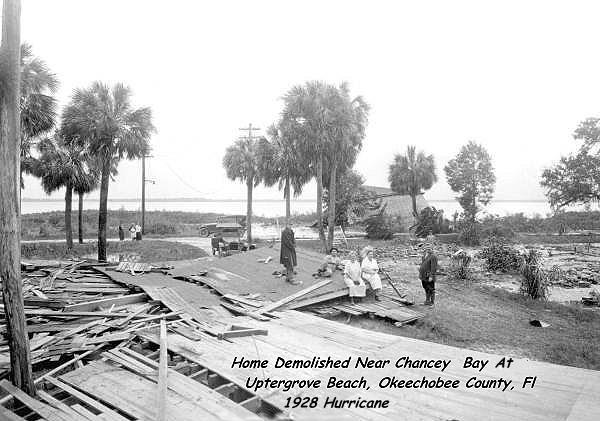 Home Demolished Near Chancey Bay At
Uptergrove Beach, Okeechobee County, Fl
1928 Hurricane